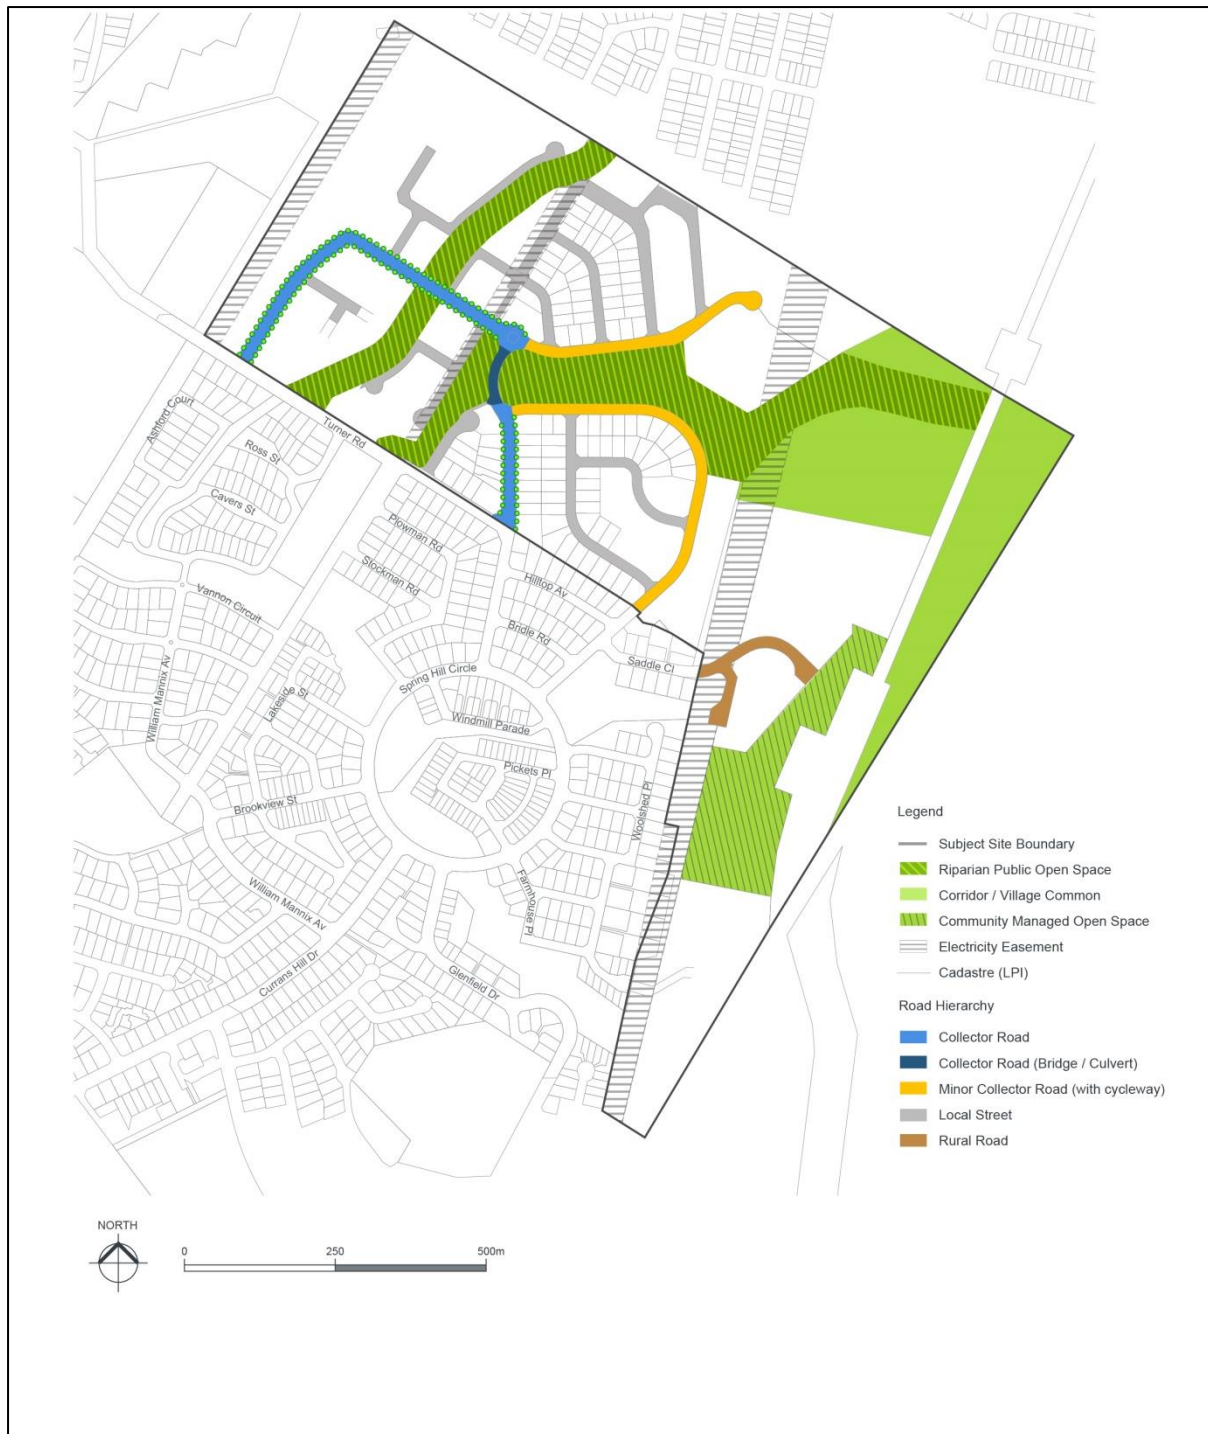 Ashford Court
Ross St
Turner Rd
Cavers St
Plowman Rd
Stockman Rd
Hilltop Av
Vannon Circuit
Bridle Rd
Saddle Cl
Spring Hill Circle
William Mannix Av
Lakeside St
Windmill Parade
Pickets Pl
Brookview St
Woolshed Pl
William Mannix Av
Farmhouse Pl
Currans Hill Dr
Glenfield Dr
Legend
Subject Site Boundary
Riparian Public Open Space
Corridor / Village Common
Community Managed Open Space
Electricity Easement
Cadastre (LPI)
Road Hierarchy
Collector Road
Collector Road (Bridge / Culvert)
Minor Collector Road (with cycleway)
Local Street
Rural Road
NORTH
0 250 500m